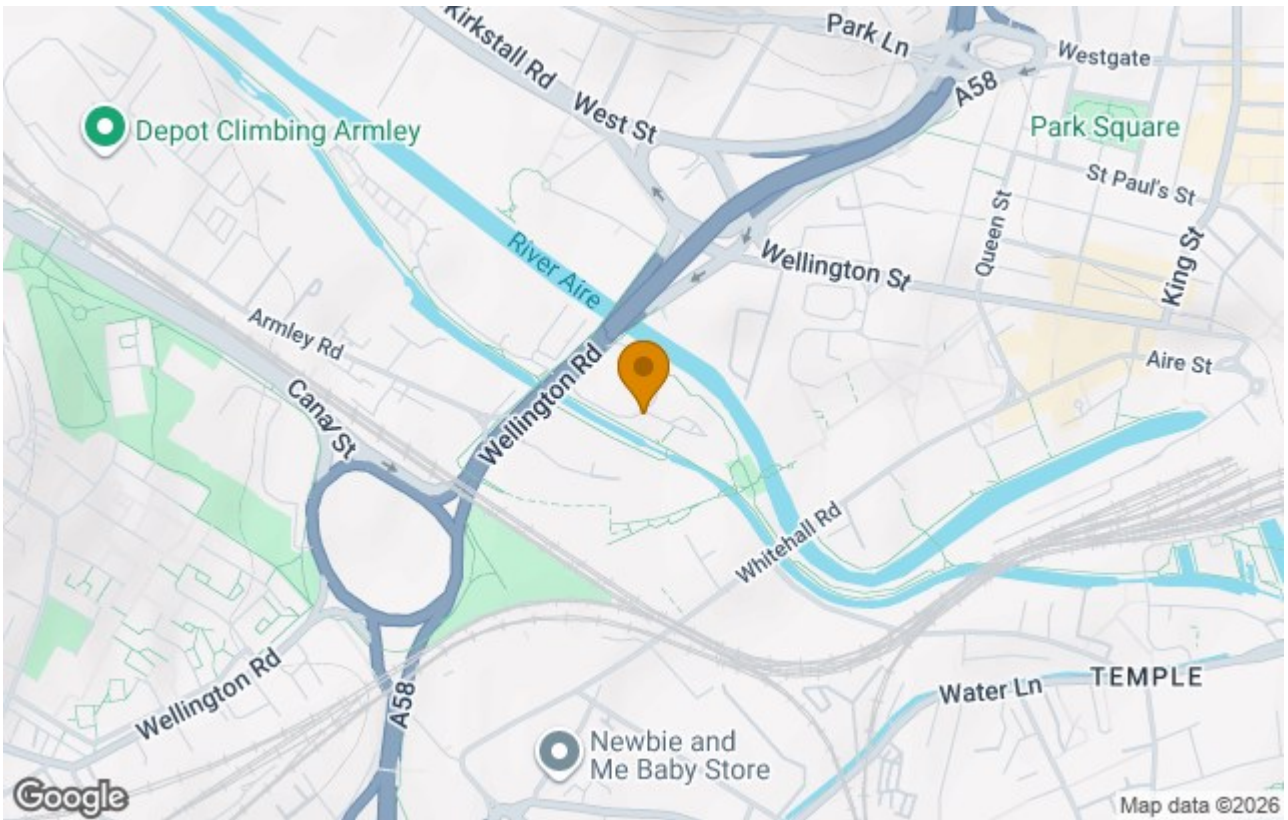 Kirkstall Rd
Park Ln
Westgate
A58
West St
Depot Climbing Armley
Park Square
St Paul's St
Queen St
King St
River Aire
Wellington St
Armley Rd
Aire St
Canal St
Wellington Rd
Whitehall Rd
Wellington Rd
A58
Water Ln
TEMPLE
Newbie and
Me Baby Store
Google
Map data ©2026